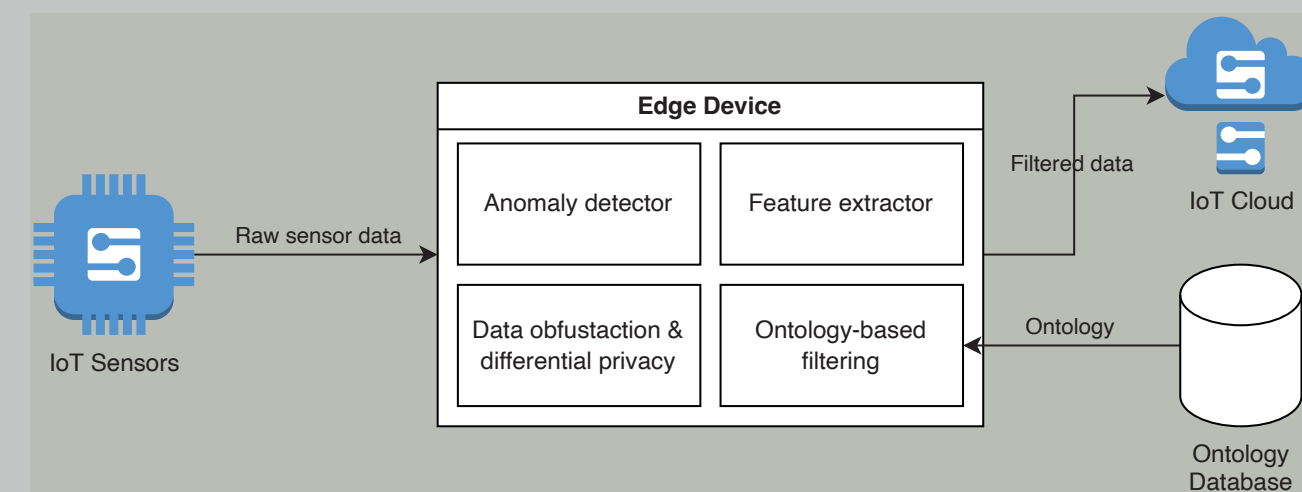 Edge Device
Anomaly detector
Feature extractor
Filtered data
IoT Cloud
Raw sensor data
IoT Sensors
Data obfustaction &
differential privacy
Ontology-based
filtering
Ontology
Ontology
Database